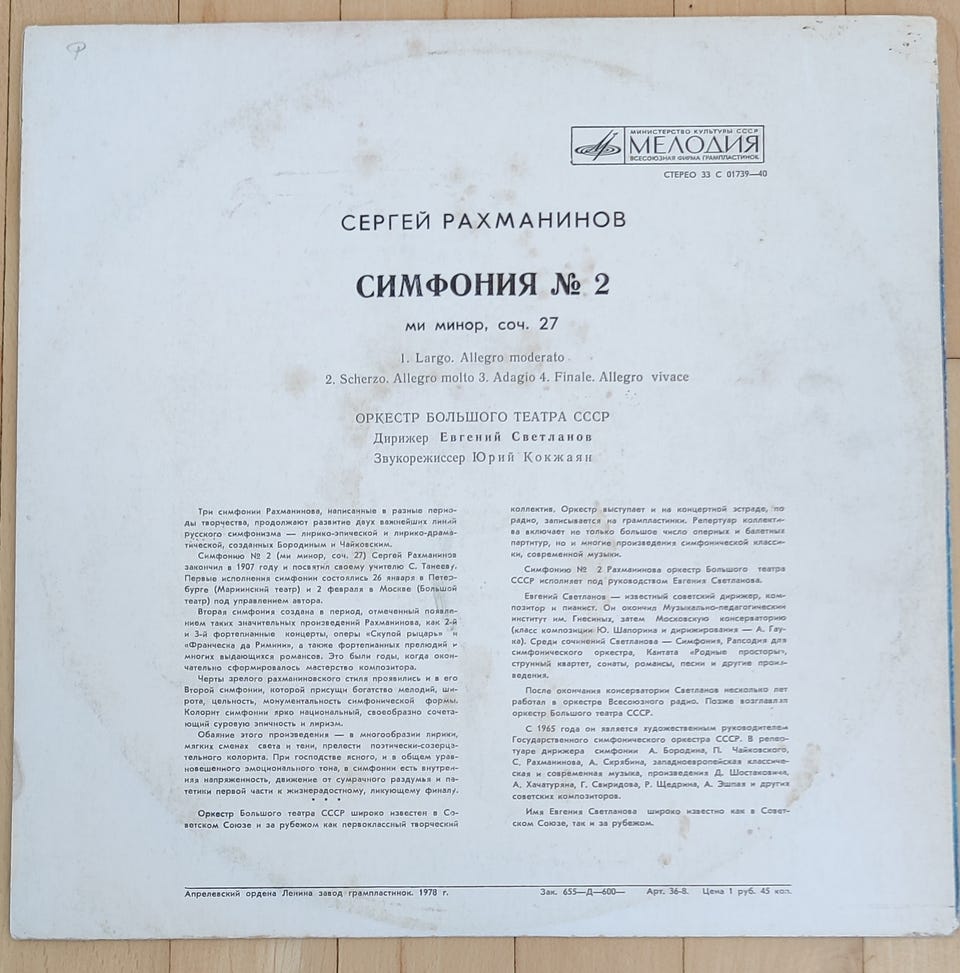 МИНИСТЕРСТВО КУЛЬТУРЫ СССР
МЕЛОДИЯ
ВСЕСОЮЗНАЯ ФИРМА ГРАМПЛАСТИНОК
СТЕРЕО 33 С 01739—40
СЕРГЕЙ РАХМАНИНОВ
СИМФОНИЯ № 2
ми минор, соч. 27
1. Largo. Allegro moderato
2. Scherzo. Allegro molto 3. Adagio 4. Finale. Allegro vivace
ОРКЕСТР БОЛЬШОГО ТЕАТРА СССР
Дирижер Евгений Светланов
Звукорежиссер Юрий Кокжаян
Три симфонии Рахманинова, написанные в разные перио-
ды творчества, продолжают развитие двух важнейших линий
русского симфонизма — лирико-эпической и лирико-драма-
тической, созданных Бородиным и Чайковским.
Симфонию № 2 (ми минор, соч. 27) Сергей Рахманинов
закончил в 1907 году и посвятил своему учителю С. Танееву.
Первые исполнения симфонии состоялись 26 января в Петер-
бурге (Мариинский театр) и 2 февраля в Москве (Большой
театр) под управлением автора.
Вторая симфония создана в период, отмеченный появле-
нием таких значительных произведений Рахманинова, как 2-й
и 3-й фортепианные концерты, оперы «Скупой рыцарь» и
«Франческа да Римини», а также фортепианных прелюдий и
многих выдающихся романсов. Это были годы, когда окон-
чательно сформировалось мастерство композитора.
Черты зрелого рахманиновского стиля проявились и в его
Второй симфонии, которой присущи богатство мелодий, ши-
рота, цельность, монументальность симфонической формы.
Колорит симфонии ярко национальный, своеобразно сочета-
ющий суровую эпичность и лиризм.
Обаяние этого произведения — в многообразии лирики,
мягких сменах света и тени, прелести поэтически-созерца-
тельного колорита. При господстве ясного, и в общем урав-
новешенного эмоционального тона, в симфонии есть внутрен-
няя напряженность, движение от сумрачного раздумья и па-
тетики первой части к жизнерадостному, ликующему финалу.
* * *
Оркестр Большого театра СССР широко известен в Со-
ветском Союзе и за рубежом как первоклассный творческий
коллектив. Оркестр выступает и на концертной эстраде, по
радио, записывается на грампластинки. Репертуар коллекти-
ва включает не только большое число оперных и балетных
партитур, но и многие произведения симфонической класси-
ки, современной музыки.
Симфонию № 2 Рахманинова оркестр Большого театра
СССР исполняет под руководством Евгения Светланова.
Евгений Светланов — известный советский дирижер, ком-
позитор и пианист. Он окончил Музыкально-педагогический
институт им. Гнесиных, затем Московскую консерваторию
(класс композиции Ю. Шапорина и дирижирования — А. Гау-
ка). Среди сочинений Светланова — Симфония, Рапсодия для
симфонического оркестра, Кантата «Родные просторы»,
струнный квартет, сонаты, романсы, песни и другие произ-
ведения.
После окончания консерватории Светланов несколько лет
работал в оркестре Всесоюзного радио. Позже возглавлял
оркестр Большого театра СССР.
С 1965 года он является художественным руководителем
Государственного симфонического оркестра СССР. В репер-
туаре дирижера симфонии А. Бородина, П. Чайковского,
С. Рахманинова, А. Скрябина, западноевропейская классиче-
ская и современная музыка, произведения Д. Шостаковича,
А. Хачатуряна, Г. Свиридова, Р. Щедрина, А. Эшпая и других
советских композиторов.
Имя Евгения Светланова широко известно как в Совет-
ском Союзе, так и за рубежом.
Апрелевский ордена Ленина завод грампластинок. 1978 г.
Зак. 655—Д—600— Арт. 36-8. Цена 1 руб. 45 коп.